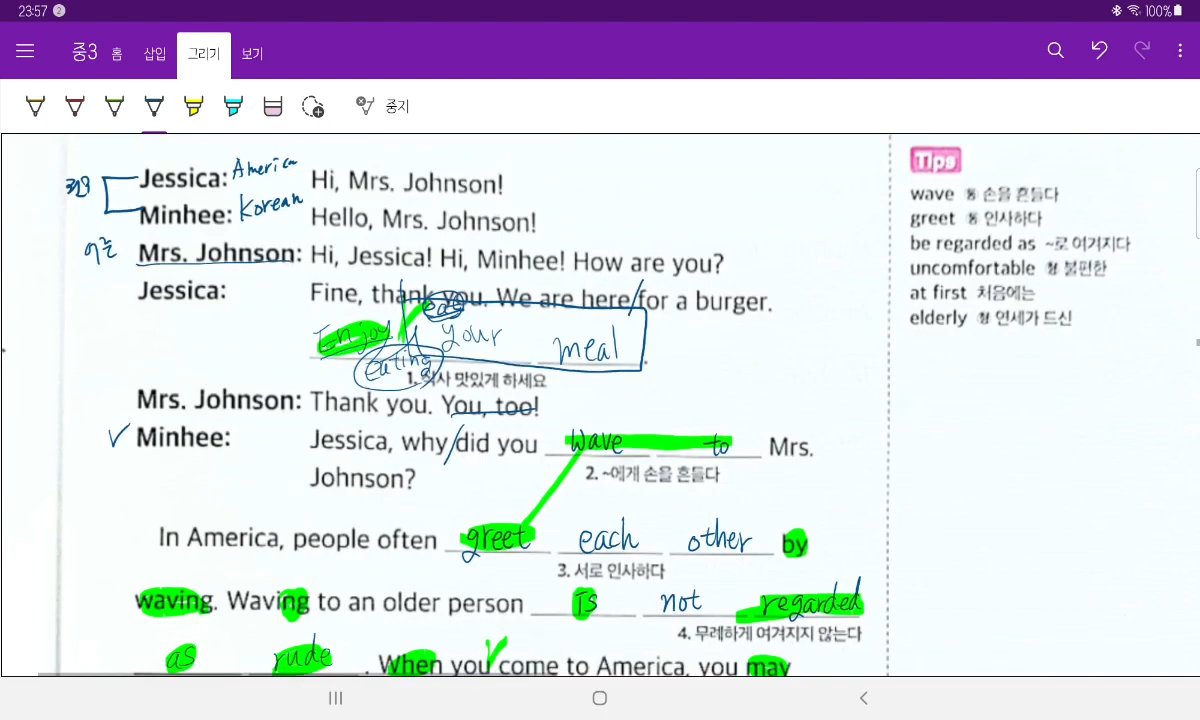 23:57 2 100%
중3 홈 삽입 그리기 보기
중지
Jessica: America Hi, Mrs. Johnson!
Minhee: Korean Hello, Mrs. Johnson!
Mrs. Johnson: Hi, Jessica! Hi, Minhee! How are you?
Jessica: Fine, thank you. We are here/for a burger.
eat
Enjoy your meal.
eating
1. 식사 맛있게 하세요
Mrs. Johnson: Thank you. You, too!
Minhee: Jessica, why/did you wave to Mrs.
Johnson?
2. ~에게 손을 흔들다
In America, people often greet each other by
3. 서로 인사하다
waving. Waving to an older person is not regarded
4. 무례하게 여겨지지 않는다
as rude. When you come to America, you may
Tips
wave 동 손을 흔들다
greet 동 인사하다
be regarded as ~로 여겨지다
uncomfortable 형 불편한
at first 처음에는
elderly 형 연세가 드신